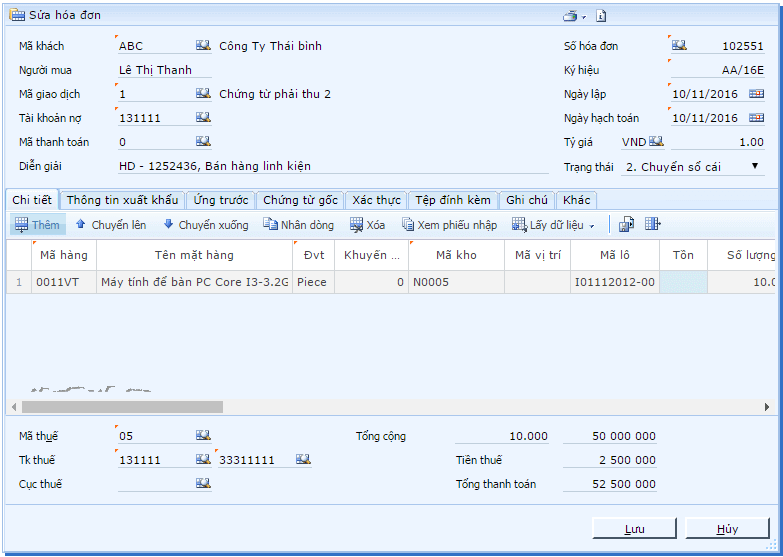 Sửa hóa đơn
Mã khách ABC Công Ty Thái bình Số hóa đơn 102551
Người mua Lê Thị Thanh Ký hiệu AA/16E
Mã giao dịch 1 Chứng từ phải thu 2 Ngày lập 10/11/2016
Tài khoản nợ 131111 Ngày hạch toán 10/11/2016
Mã thanh toán 0 Tỷ giá VND 1.00
Diễn giải HD - 1252436, Bán hàng linh kiện Trạng thái 2. Chuyển sổ cái
Chi tiết Thông tin xuất khẩu Ứng trước Chứng từ gốc Xác thực Tệp đính kèm Ghi chú Khác
Thêm Chuyển lên Chuyển xuống Nhân dòng Xóa Xem phiếu nhập Lấy dữ liệu
Mã hàng Tên mặt hàng Đvt Khuyến ... Mã kho Mã vị trí Mã lô Tồn Số lượng
1 0011VT Máy tính để bàn PC Core I3-3.2G Piece 0 N0005 I01112012-00 10.0
Mã thuế 05 Tổng cộng 10.000 50 000 000
Tk thuế 131111 33311111 Tiền thuế 2 500 000
Cục thuế Tổng thanh toán 52 500 000
Lưu Hủy